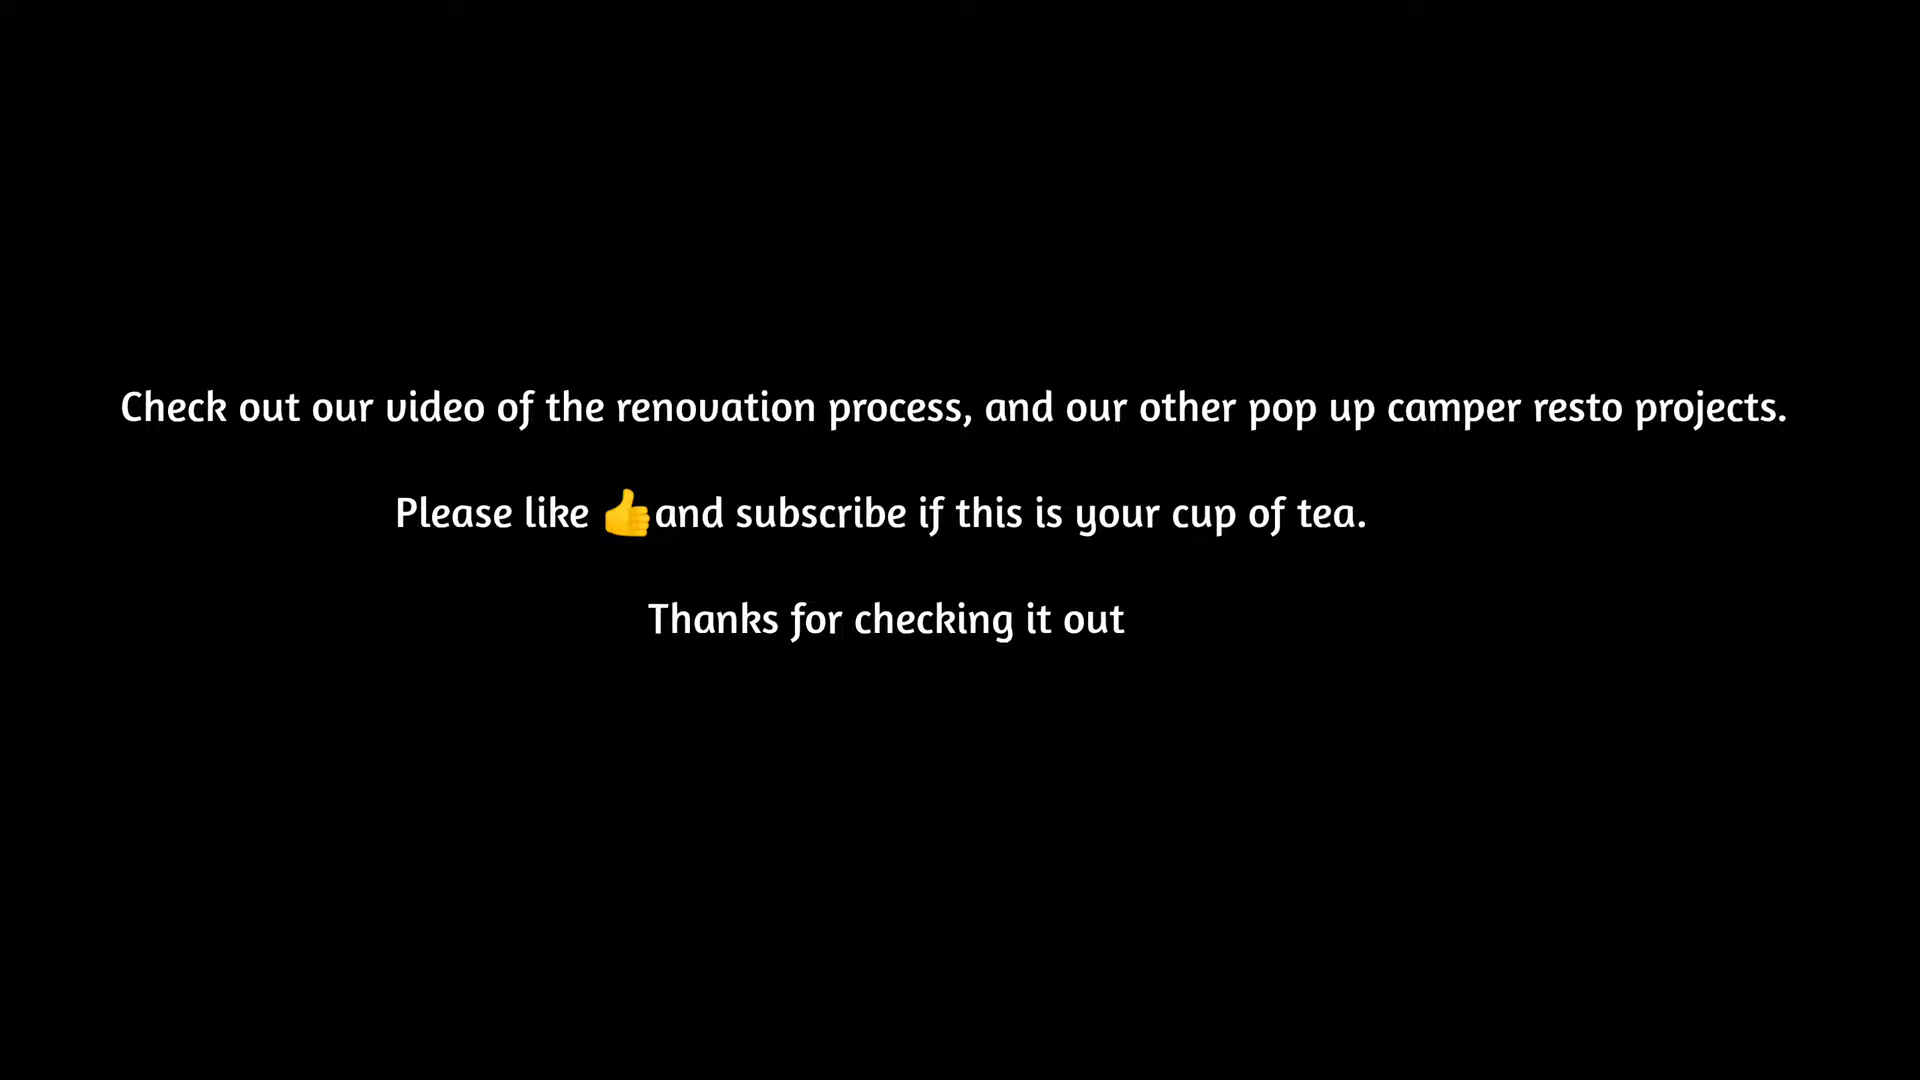 Check out our video of the renovation process, and our other pop up camper resto projects.
Please like 👍and subscribe if this is your cup of tea.
Thanks for checking it out